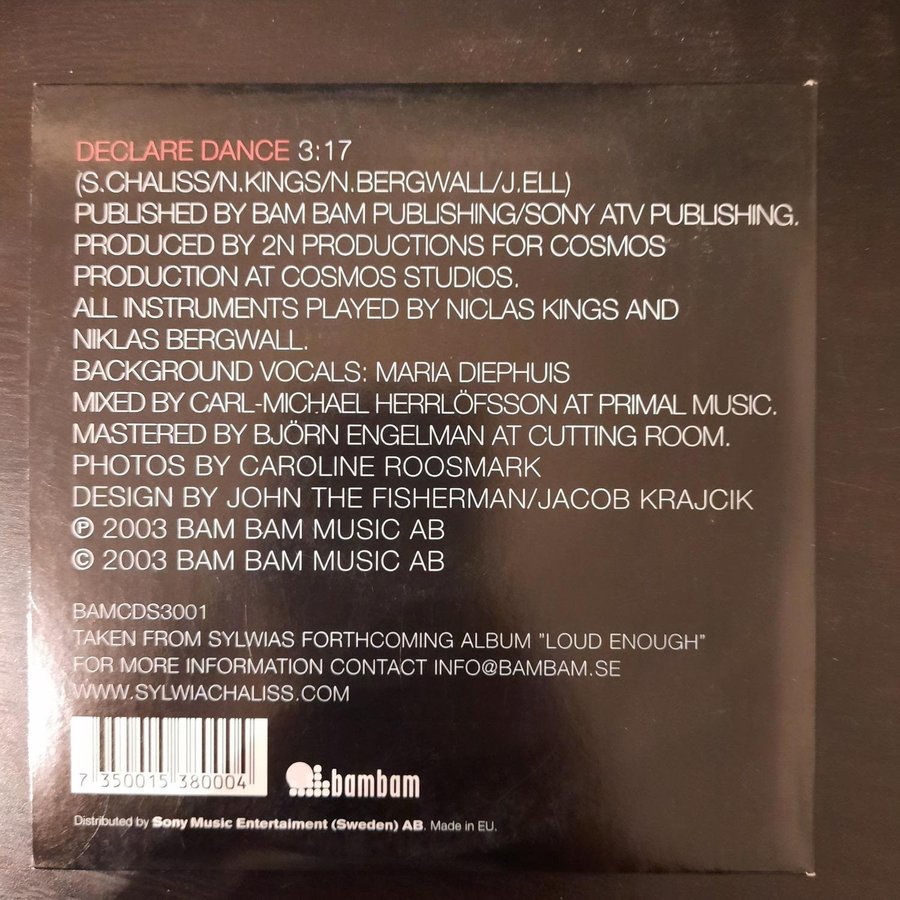 DECLARE DANCE 3:17
(S.CHALISS/N.KINGS/N.BERGWALL/J.ELL)
PUBLISHED BY BAM BAM PUBLISHING/SONY ATV PUBLISHING.
PRODUCED BY 2N PRODUCTIONS FOR COSMOS
PRODUCTION AT COSMOS STUDIOS.
ALL INSTRUMENTS PLAYED BY NICLAS KINGS AND
NIKLAS BERGWALL.
BACKGROUND VOCALS: MARIA DIEPHUIS
MIXED BY CARL-MICHAEL HERRLÖFSSON AT PRIMAL MUSIC.
MASTERED BY BJÖRN ENGELMAN AT CUTTING ROOM.
PHOTOS BY CAROLINE ROOSMARK
DESIGN BY JOHN THE FISHERMAN/JACOB KRAJCIK
℗ 2003 BAM BAM MUSIC AB
© 2003 BAM BAM MUSIC AB
BAMCDS3001
TAKEN FROM SYLWIAS FORTHCOMING ALBUM "LOUD ENOUGH"
FOR MORE INFORMATION CONTACT INFO@BAMBAM.SE
WWW.SYLWIACHALISS.COM
7 350015 380004
bambam
Distributed by Sony Music Entertaiment (Sweden) AB. Made in EU.